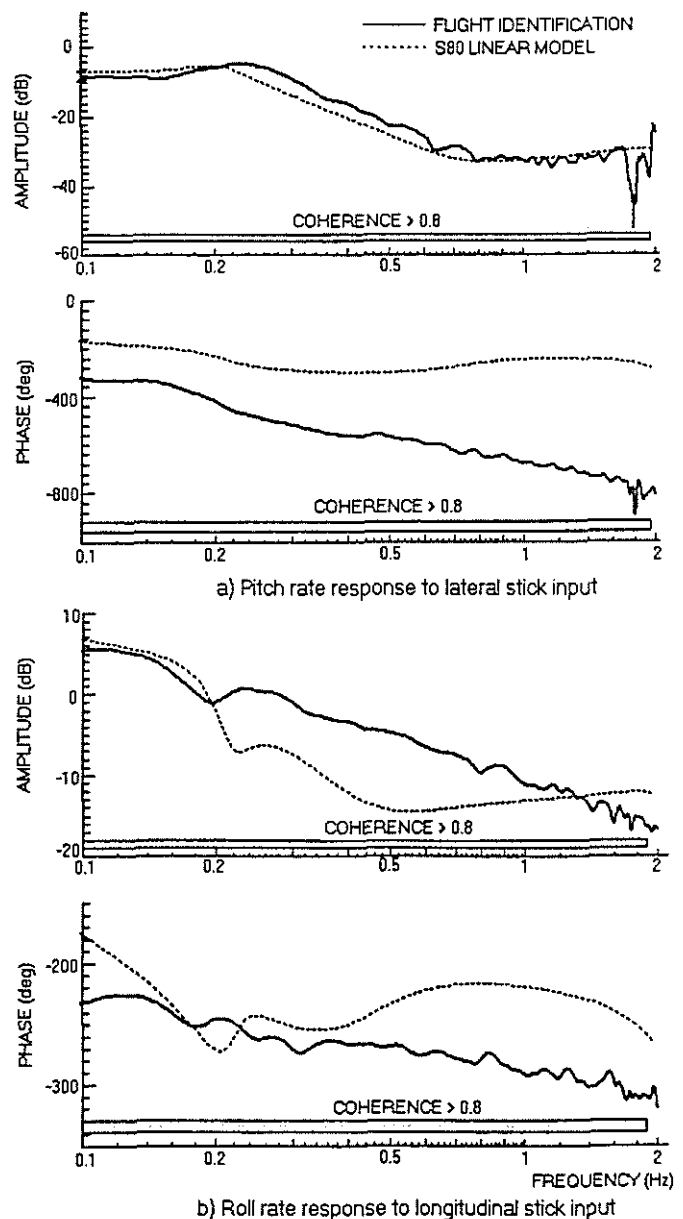 FLIGHT IDENTIFICATION
S80 LINEAR MODEL
AMPLITUDE (dB)
0
-20
-40
-60
COHERENCE > 0.8
0.1 0.2 0.5 1 2
PHASE (deg)
0
-400
-800
COHERENCE > 0.8
0.1 0.2 0.5 1 2
a) Pitch rate response to lateral stick input
AMPLITUDE (dB)
10
0
-10
-20
COHERENCE > 0.8
0.1 0.2 0.5 1 2
PHASE (deg)
-200
-300
COHERENCE > 0.8
0.1 0.2 0.5 1 2
FREQUENCY (Hz)
b) Roll rate response to longitudinal stick input